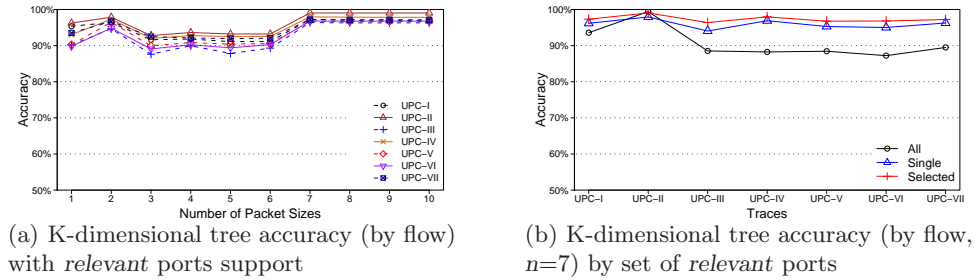 100%
90%
80%
70%
60%
50%
Accuracy
1 2 3 4 5 6 7 8 9 10
Number of Packet Sizes
UPC−I
UPC−II
UPC−III
UPC−IV
UPC−V
UPC−VI
UPC−VII
(a) K-dimensional tree accuracy (by flow)
with relevant ports support
100%
90%
80%
70%
60%
50%
Accuracy
UPC−I UPC−II UPC−III UPC−IV UPC−V UPC−VI UPC−VII
Traces
All
Single
Selected
(b) K-dimensional tree accuracy (by flow,
n=7) by set of relevant ports